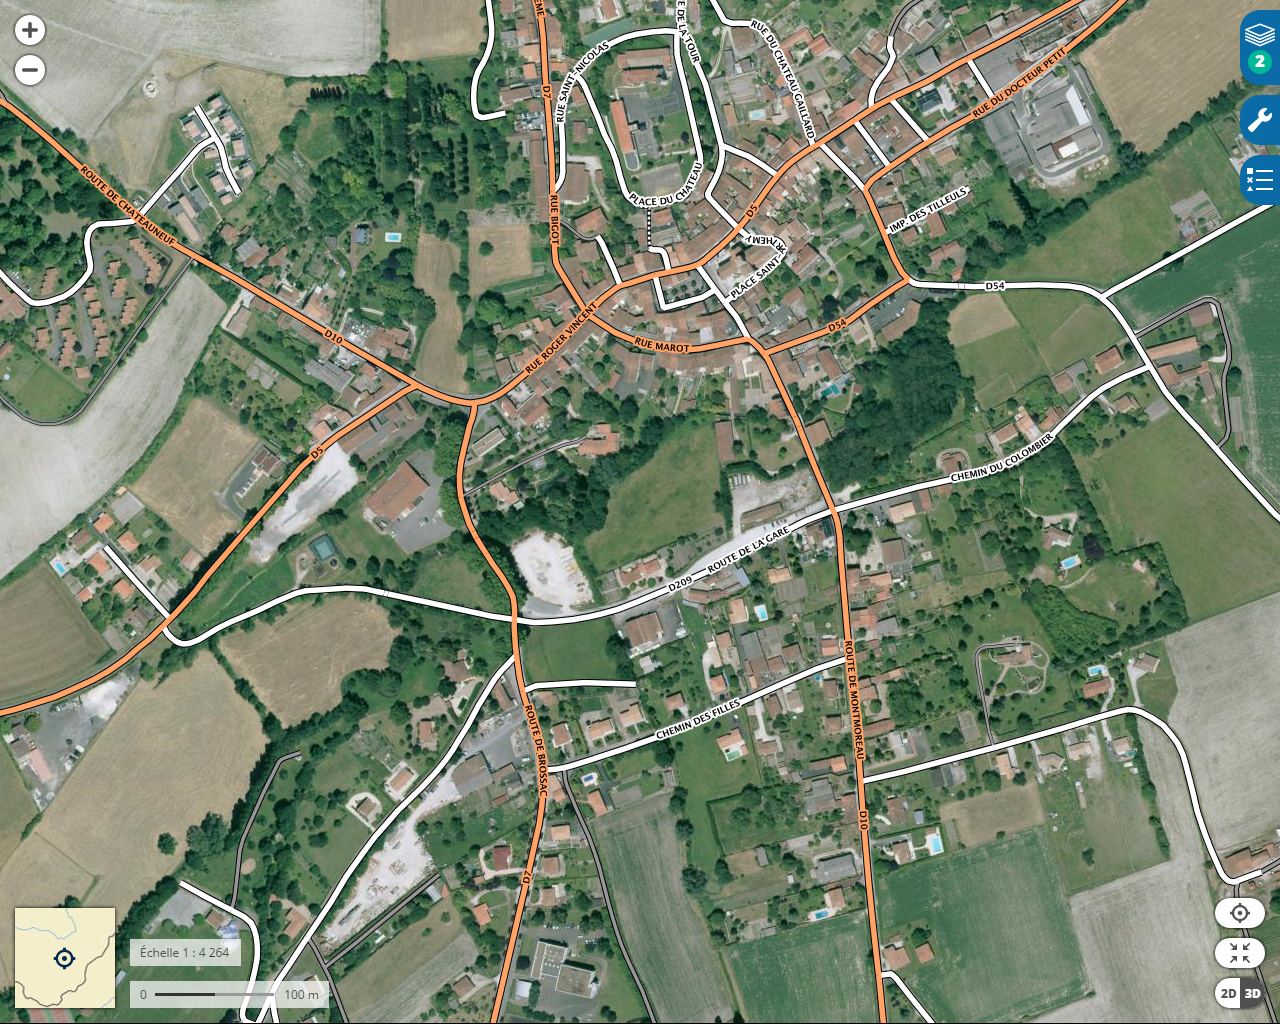 EME
E DE LA TOUR
RUE DU CHATEAU GAILLARD
RUE SAINT-NICOLAS
D7
RUE DU DOCTEUR PETIT
2
ROUTE DE CHATEAUNEUF
PLACE DU CHATEAU
RUE BIGOT
D5
IMP. DES TILLEULS
PLACE SAINT-
RTHEMY
D54
D10
RUE ROGER VINCENT
D54
RUE MAROT
D5
CHEMIN DU COLOMBIER
ROUTE DE LA GARE
D209
ROUTE DE MONTMOREAU
CHEMIN DES FILLES
ROUTE DE BROSSAC
D10
D7
Échelle 1 : 4 264
0 100 m
2D 3D